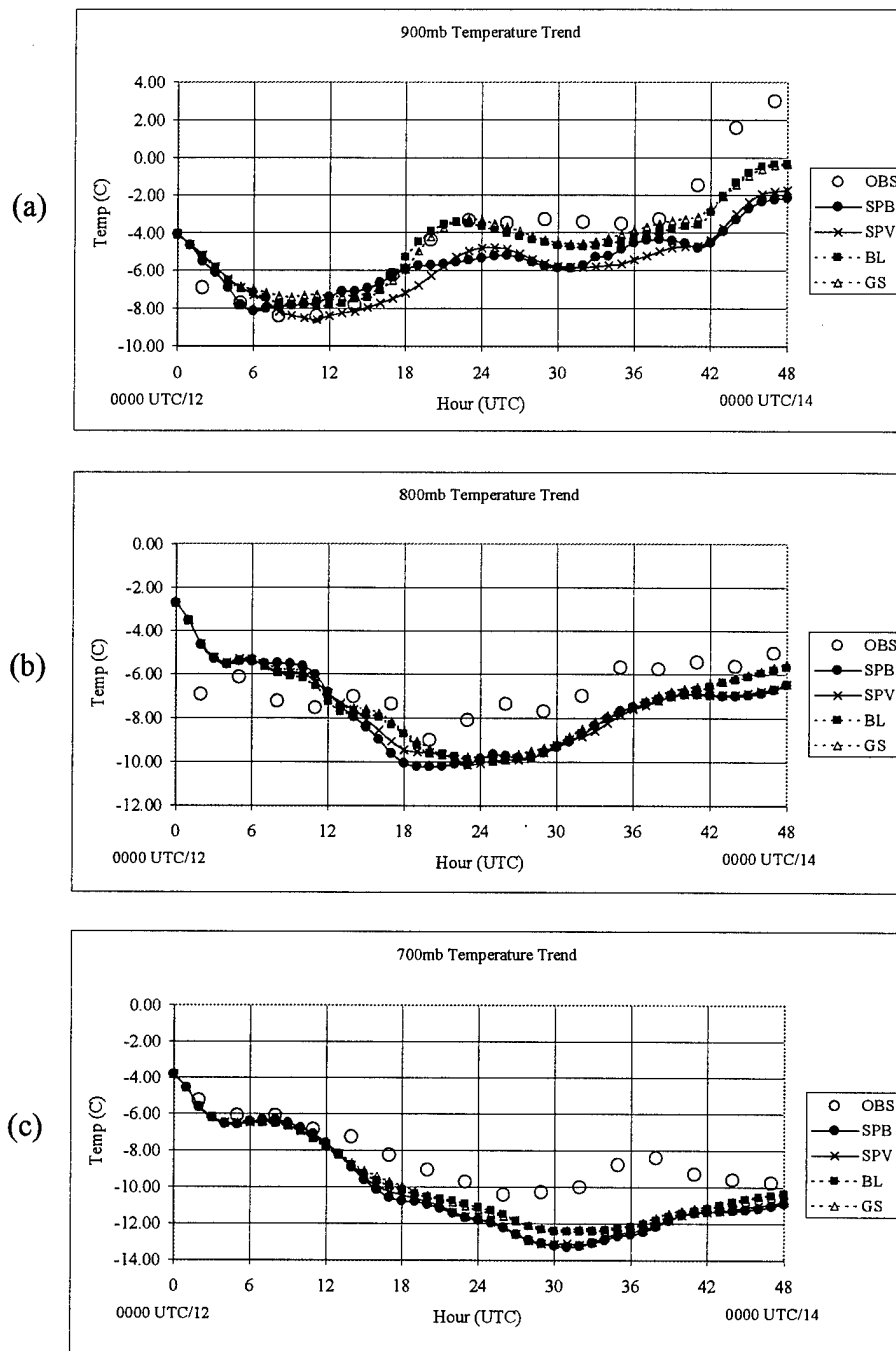 900mb Temperature Trend
(a)
Temp (C)
4.00
2.00
0.00
-2.00
-4.00
-6.00
-8.00
-10.00
0 6 12 18 24 30 36 42 48
0000 UTC/12 Hour (UTC) 0000 UTC/14
OBS
SPB
SPV
BL
GS
800mb Temperature Trend
(b)
Temp (C)
0.00
-2.00
-4.00
-6.00
-8.00
-10.00
-12.00
0 6 12 18 24 30 36 42 48
0000 UTC/12 Hour (UTC) 0000 UTC/14
OBS
SPB
SPV
BL
GS
700mb Temperature Trend
(c)
Temp (C)
0.00
-2.00
-4.00
-6.00
-8.00
-10.00
-12.00
-14.00
0 6 12 18 24 30 36 42 48
0000 UTC/12 Hour (UTC) 0000 UTC/14
OBS
SPB
SPV
BL
GS